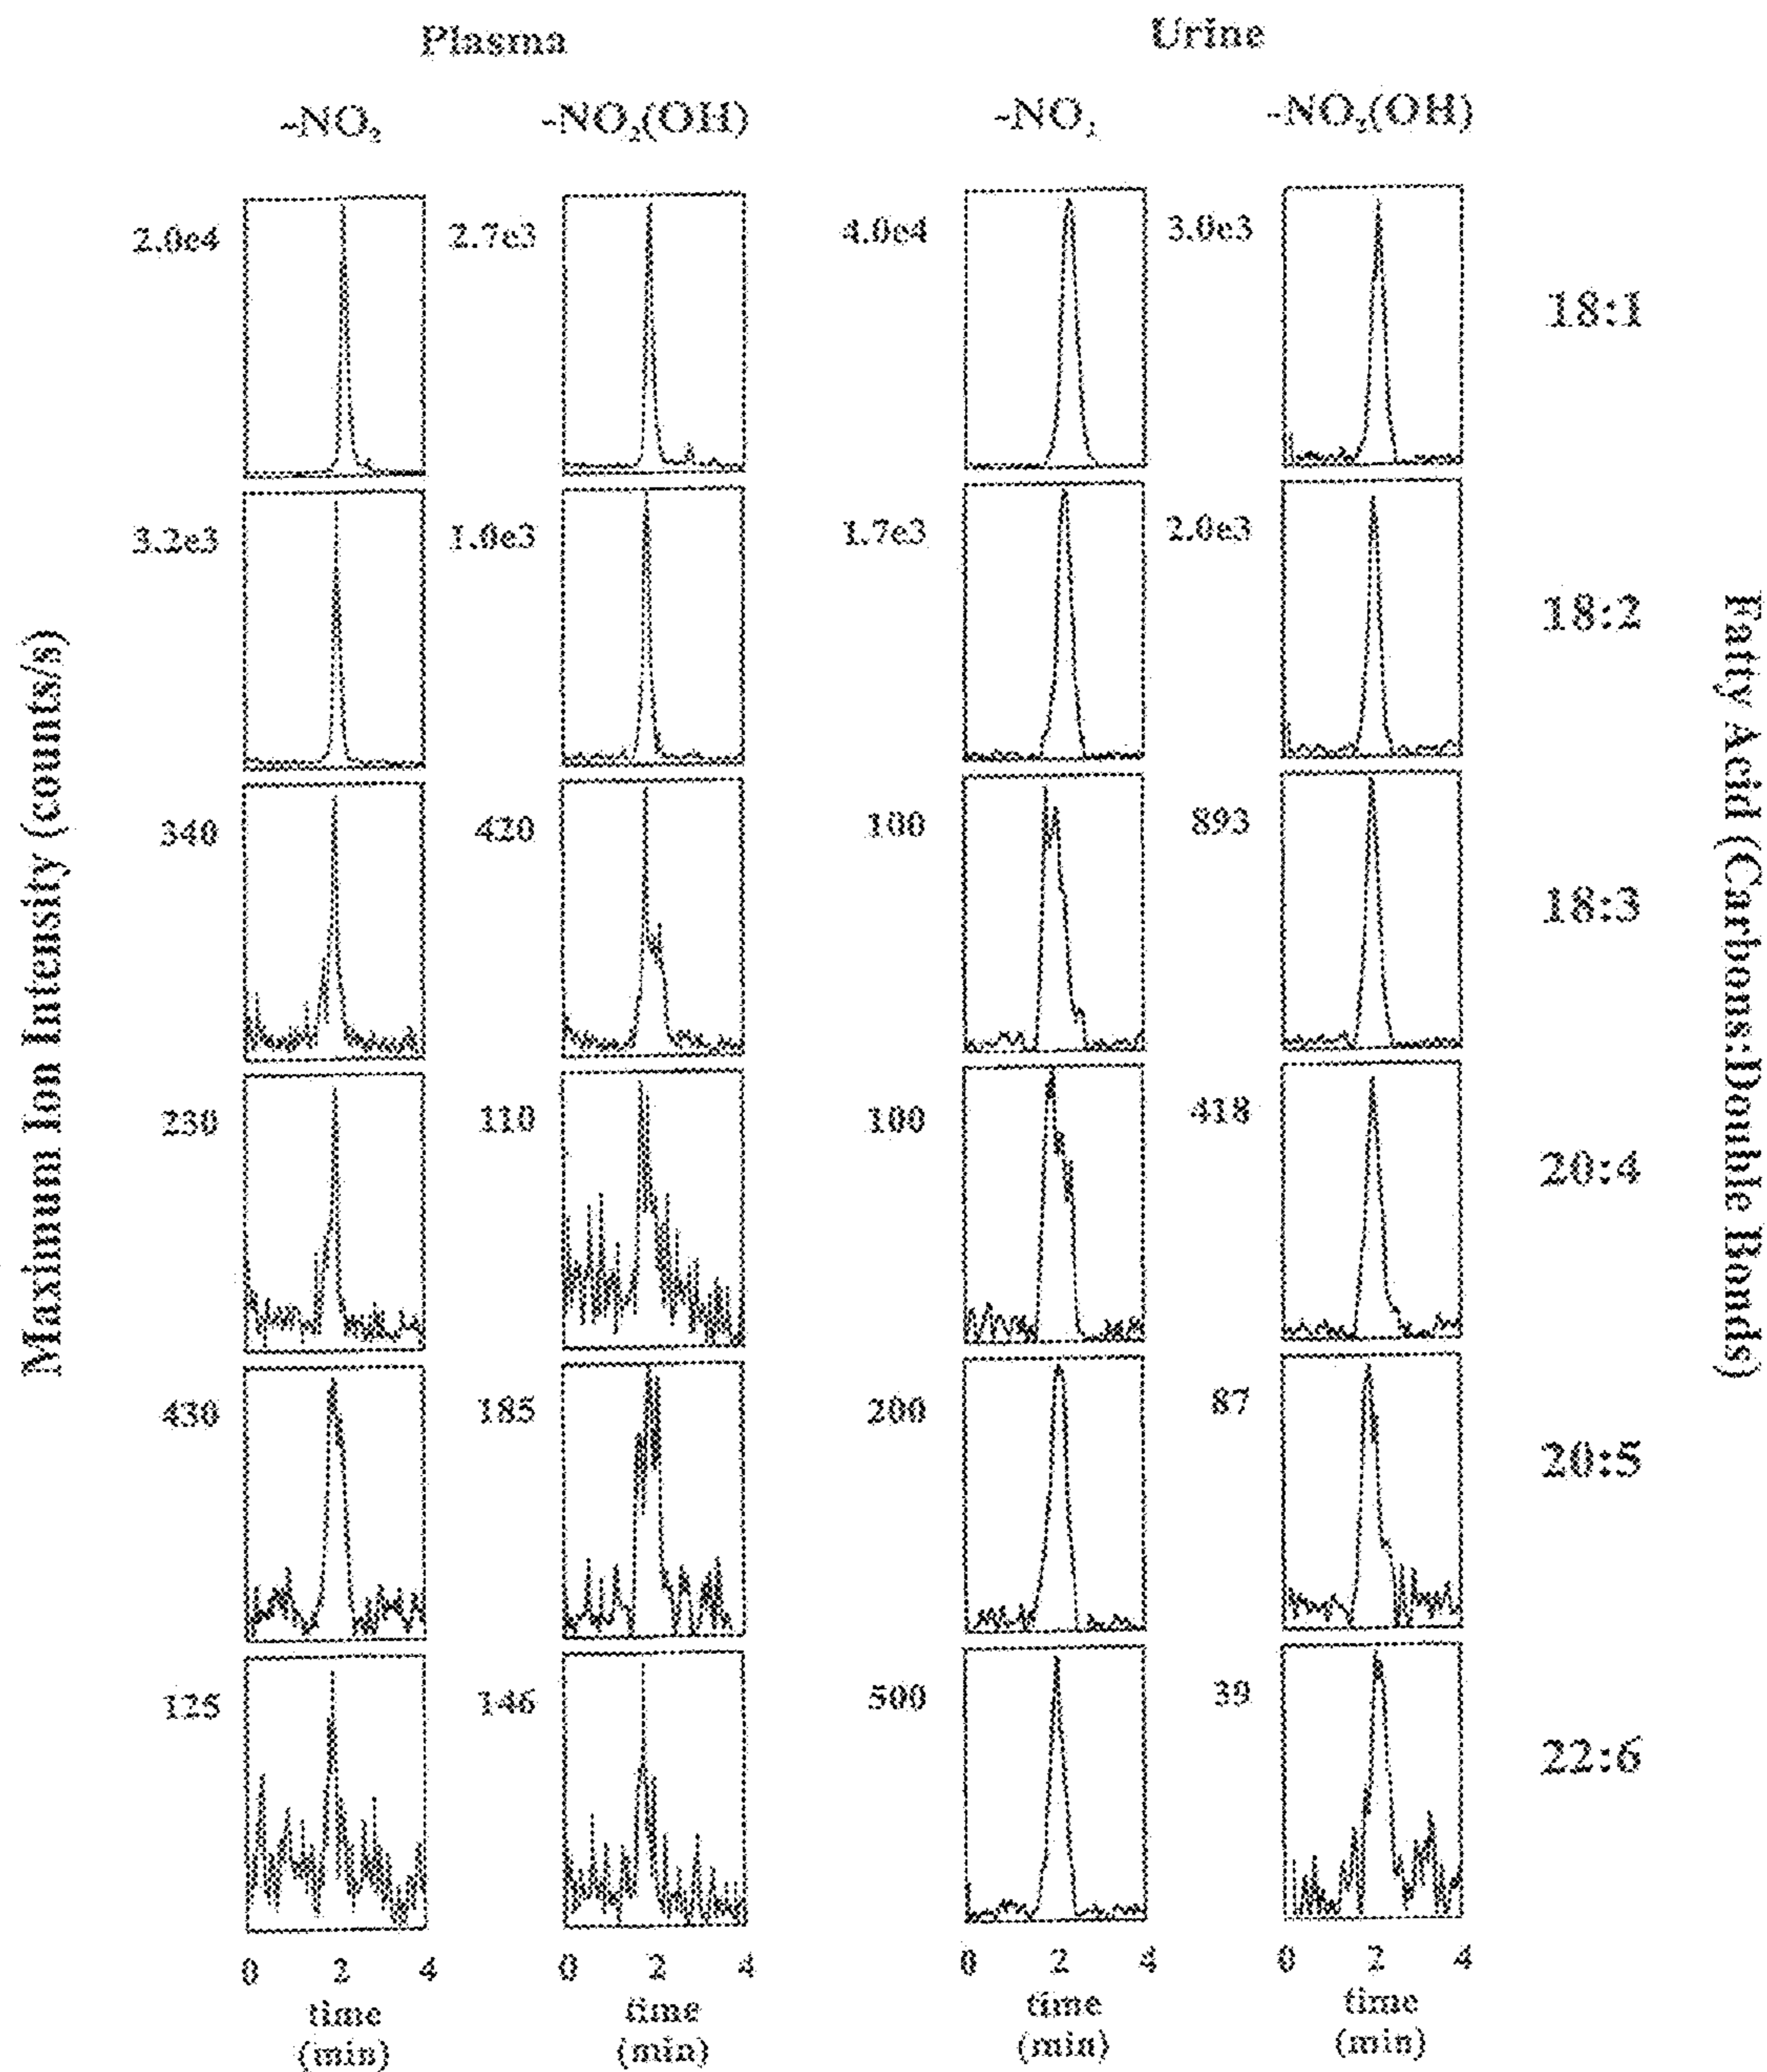 Plasma Urine
-NO₂ -NO₂(OH) -NO₂ -NO₂(OH)
2.0e4 2.7e3 4.0e4 3.0e3 18:1
3.2e3 1.0e3 1.7e3 2.0e3 18:2
340 420 100 893 18:3
230 110 100 418 20:4
430 185 200 87 20:5
125 146 500 39 22:6
0 2 4 0 2 4 0 2 4 0 2 4
time time time time
(min) (min) (min) (min)
Maximum Ion Intensity (counts/s)
Fatty Acid (Carbons:Double Bonds)